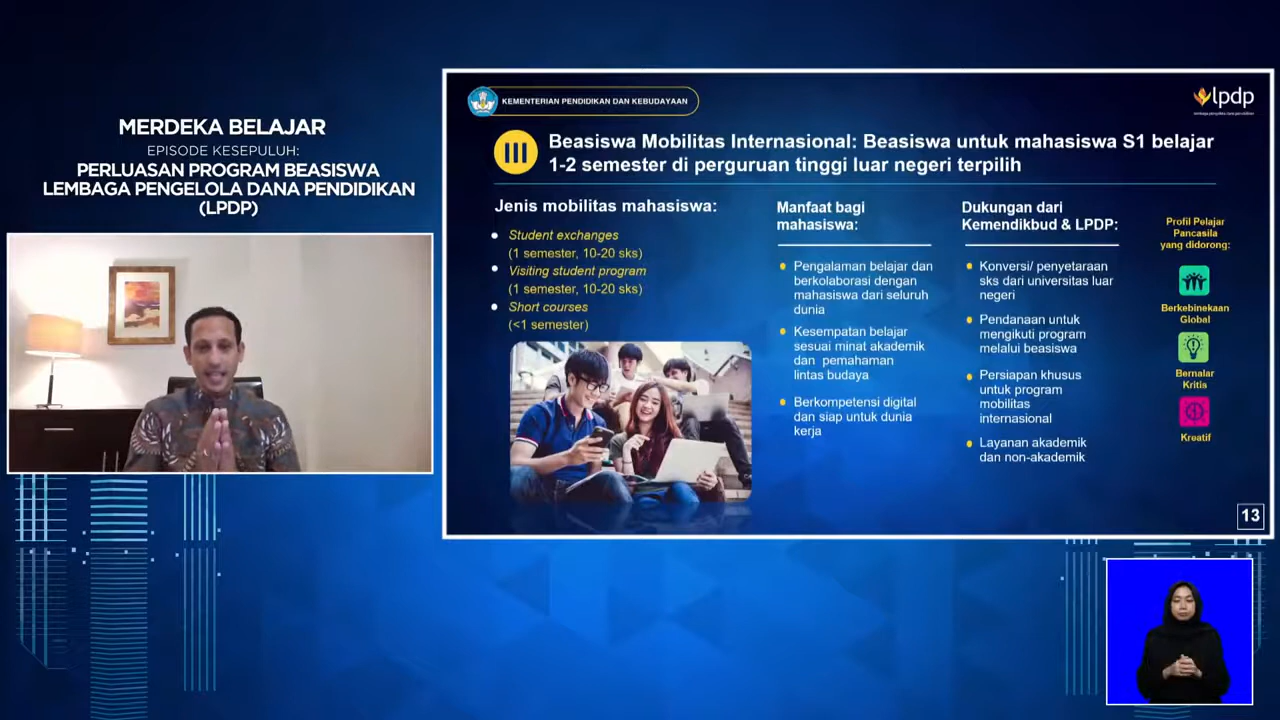 MERDEKA BELAJAR
EPISODE KESEPULUH:
PERLUASAN PROGRAM BEASISWA
LEMBAGA PENGELOLA DANA PENDIDIKAN
(LPDP)
KEMENTERIAN PENDIDIKAN DAN KEBUDAYAAN
lpdp
lembaga pengelola dana pendidikan
III
Beasiswa Mobilitas Internasional: Beasiswa untuk mahasiswa S1 belajar
1-2 semester di perguruan tinggi luar negeri terpilih
Jenis mobilitas mahasiswa:
Student exchanges
(1 semester, 10-20 sks)
Visiting student program
(1 semester, 10-20 sks)
Short courses
(<1 semester)
Manfaat bagi
mahasiswa:
Pengalaman belajar dan
berkolaborasi dengan
mahasiswa dari seluruh
dunia
Kesempatan belajar
sesuai minat akademik
dan pemahaman
lintas budaya
Berkompetensi digital
dan siap untuk dunia
kerja
Dukungan dari
Kemendikbud & LPDP:
Konversi/ penyetaraan
sks dari universitas luar
negeri
Pendanaan untuk
mengikuti program
melalui beasiswa
Persiapan khusus
untuk program
mobilitas
internasional
Layanan akademik
dan non-akademik
Profil Pelajar
Pancasila
yang didorong:
Berkebinekaan
Global
Bernalar
Kritis
Kreatif
13